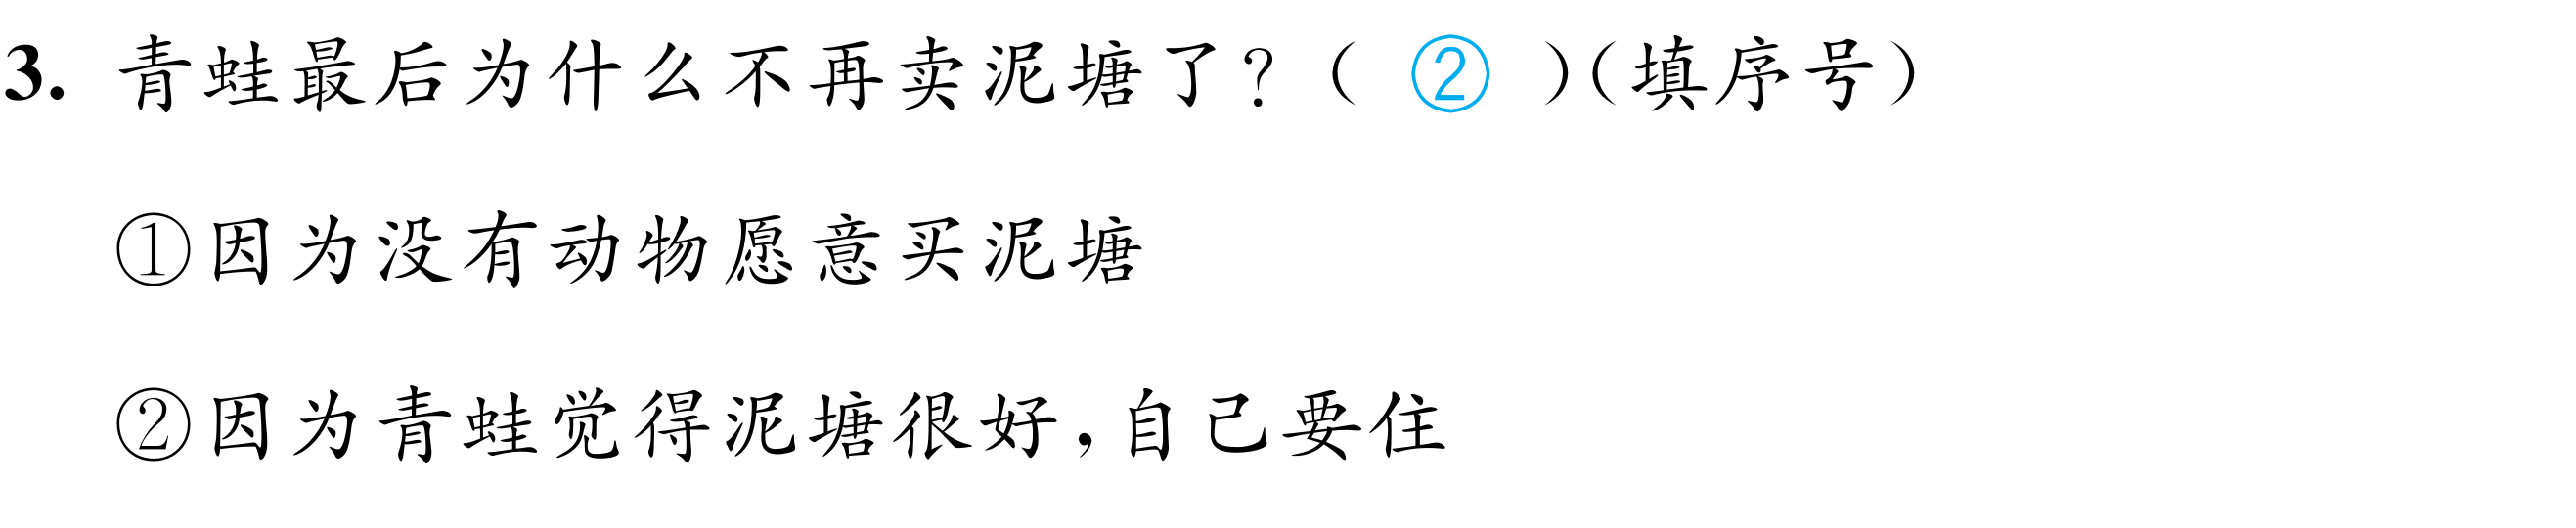 3. 青蛙最后为什么不再卖泥塘了?( ② )(填序号)
①因为没有动物愿意买泥塘
②因为青蛙觉得泥塘很好,自己要住